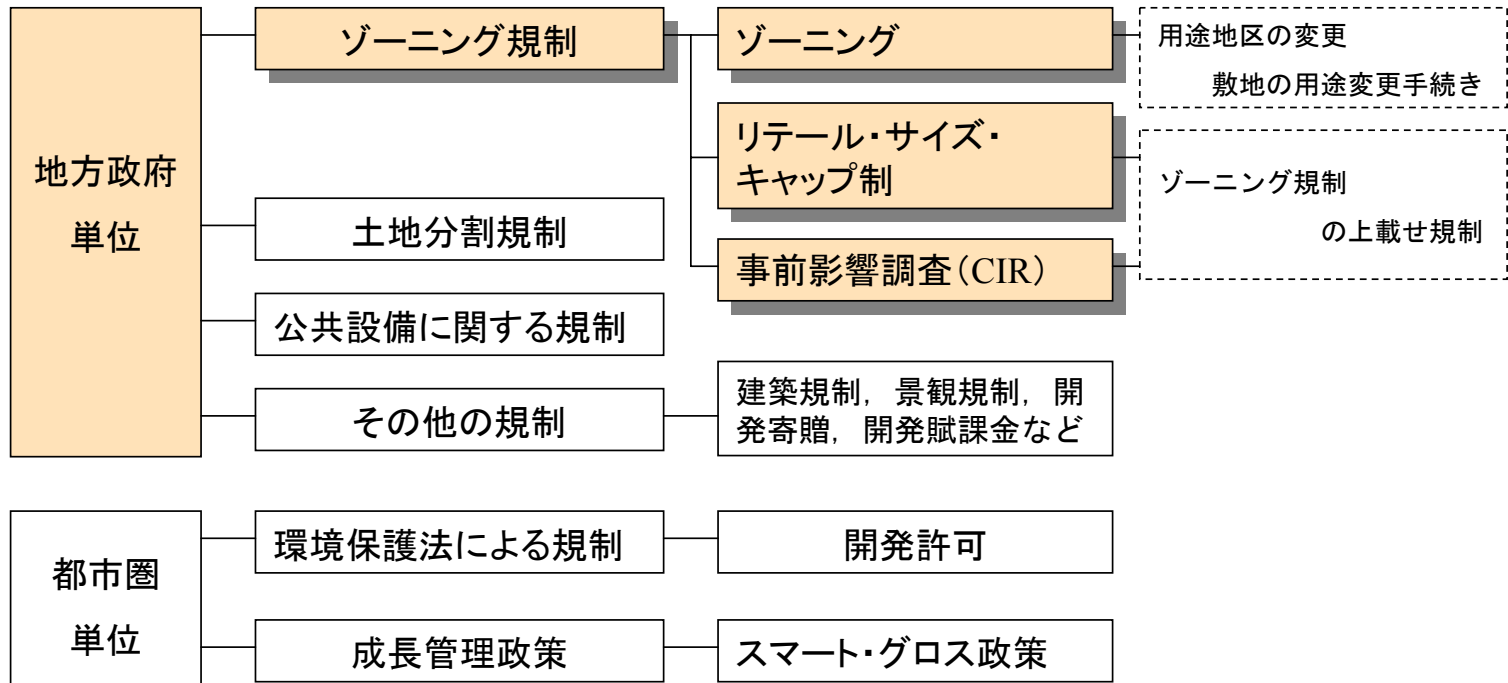 地方政府
単位
ゾーニング規制
ゾーニング
用途地区の変更
敷地の用途変更手続き
リテール・サイズ・
キャップ制
ゾーニング規制
の上載せ規制
事前影響調査（CIR）
土地分割規制
公共設備に関する規制
その他の規制
建築規制，景観規制，開
発寄贈，開発賦課金など
都市圏
単位
環境保護法による規制
開発許可
成長管理政策
スマート・グロス政策